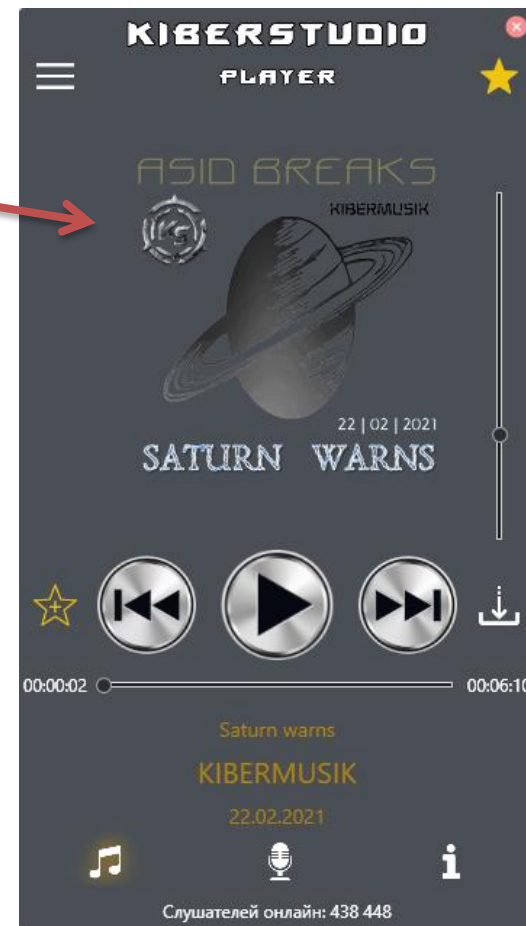 KIBERSTUDIO
PLAYER
ASID BREAKS
KIBERMUSIK
KS
22 | 02 | 2021
SATURN WARNS
00:00:02
00:06:10
Saturn warns
KIBERMUSIK
22.02.2021
Слушателей онлайн: 438 448